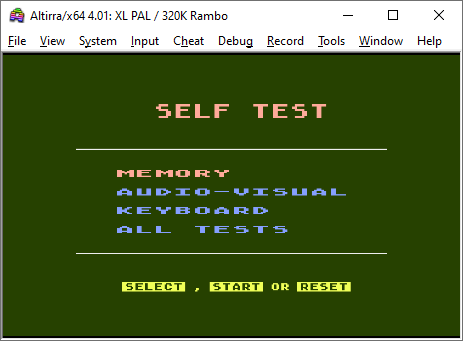 Altirra/x64 4.01: XL PAL / 320K Rambo
File View System Input Cheat Debug Record Tools Window Help
SELF TEST
MEMORY
AUDIO-VISUAL
KEYBOARD
ALL TESTS
SELECT , START OR RESET